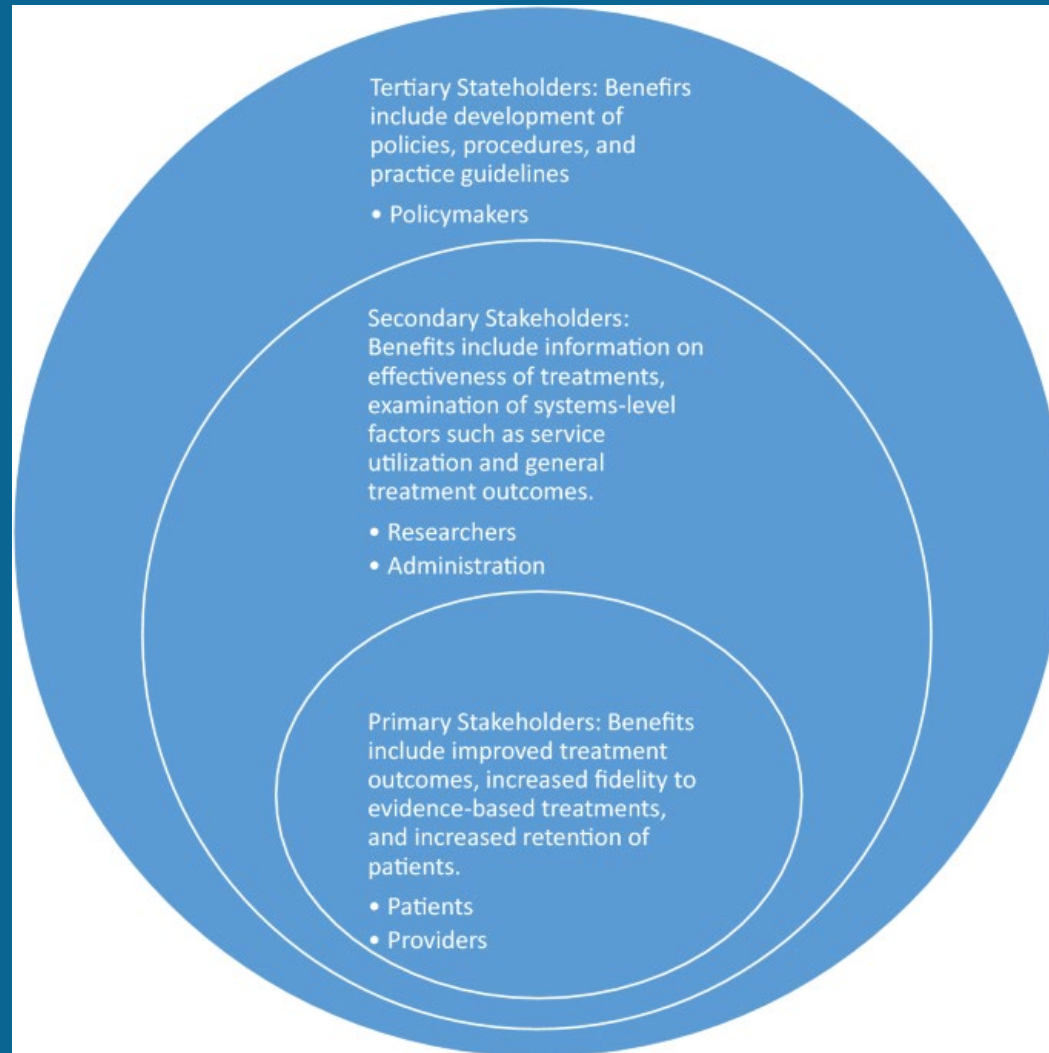 Tertiary Stateholders: Benefirs
include development of
policies, procedures, and
practice guidelines
• Policymakers
Secondary Stakeholders:
Benefits include information on
effectiveness of treatments,
examination of systems-level
factors such as service
utilization and general
treatment outcomes.
• Researchers
• Administration
Primary Stakeholders: Benefits
include improved treatment
outcomes, increased fidelity to
evidence-based treatments,
and increased retention of
patients.
• Patients
• Providers